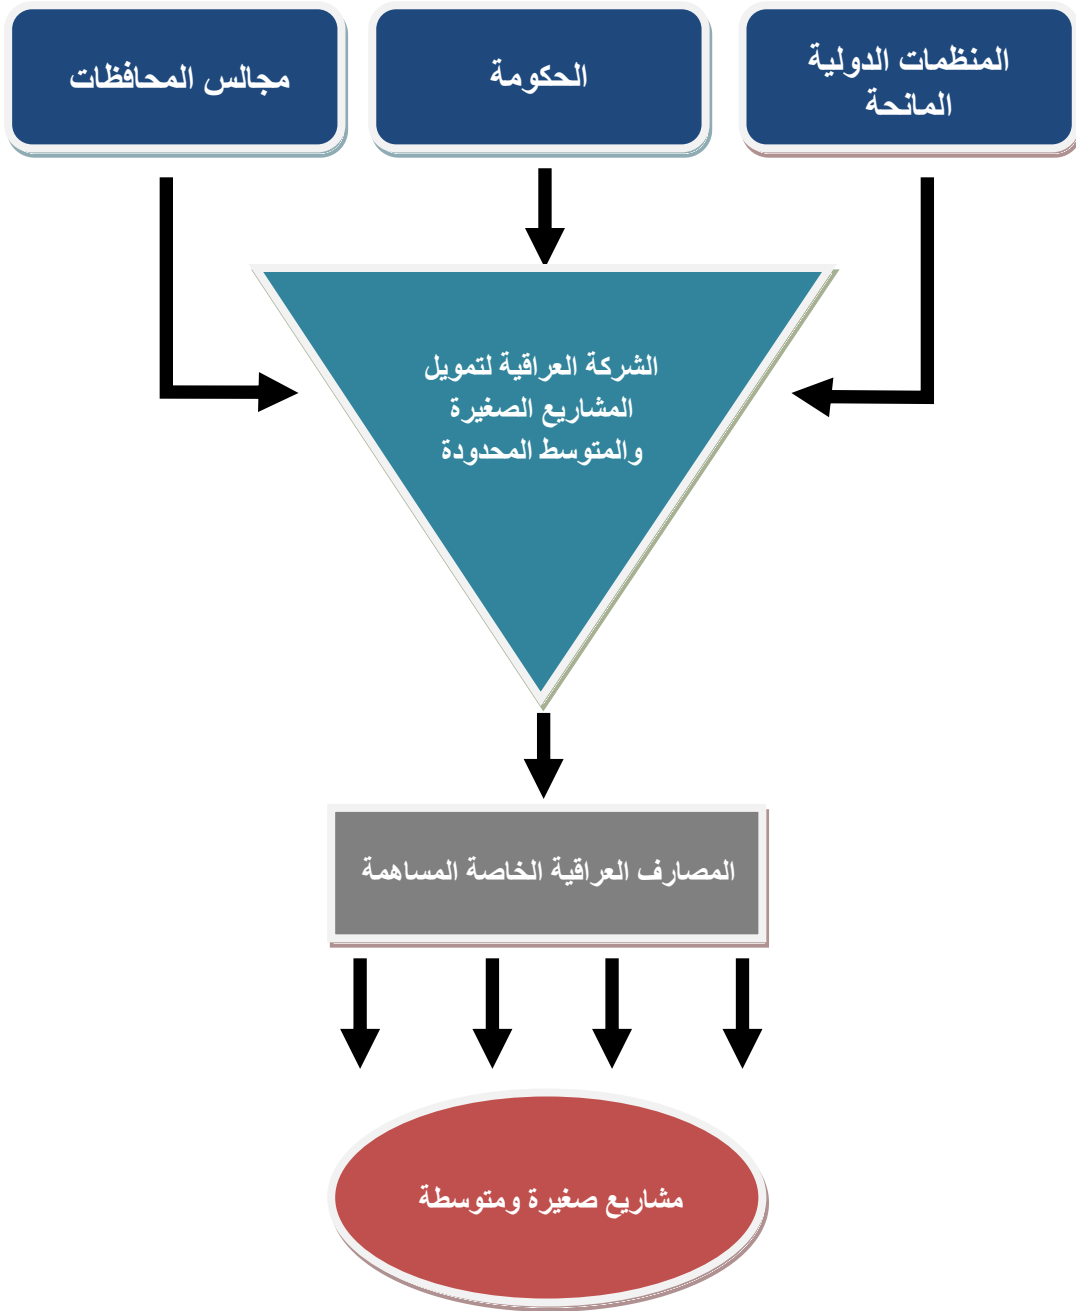 المنظمات الدولية
المانحة
الحكومة
مجالس المحافظات
الشركة العراقية لتمويل
المشاريع الصغيرة
والمتوسط المحدودة
المصارف العراقية الخاصة المساهمة
مشاريع صغيرة ومتوسطة